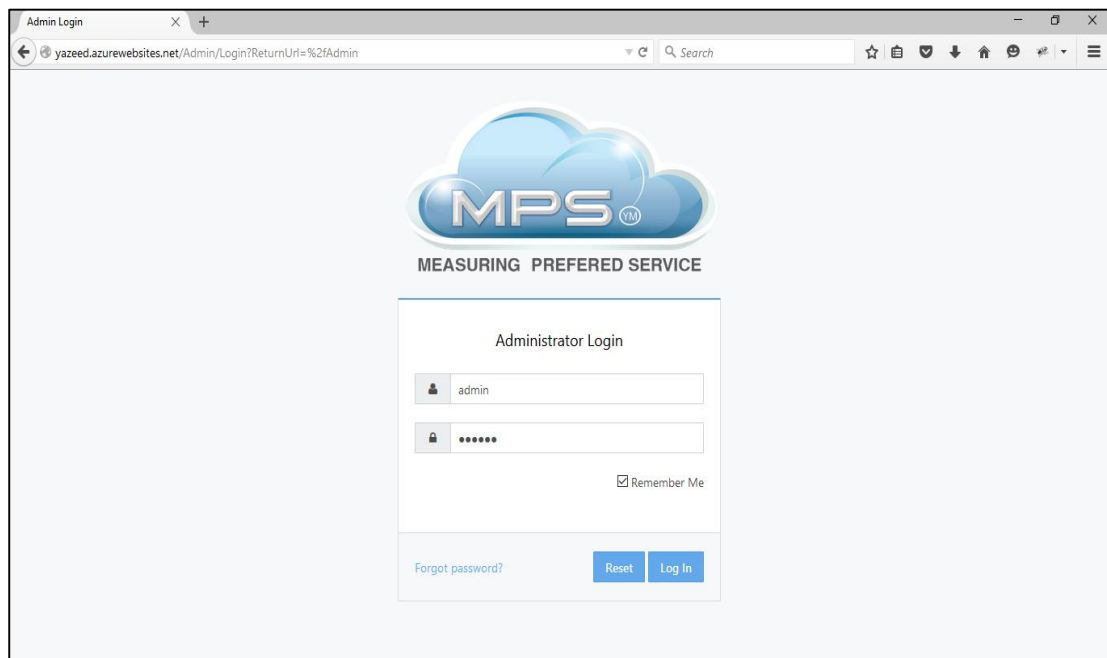 Admin Login
yazeed.azurewebsites.net/Admin/Login?ReturnUrl=%2fAdmin
Search
MPS YM
MEASURING PREFERED SERVICE
Administrator Login
admin
••••••
Remember Me
Forgot password?
Reset
Log In